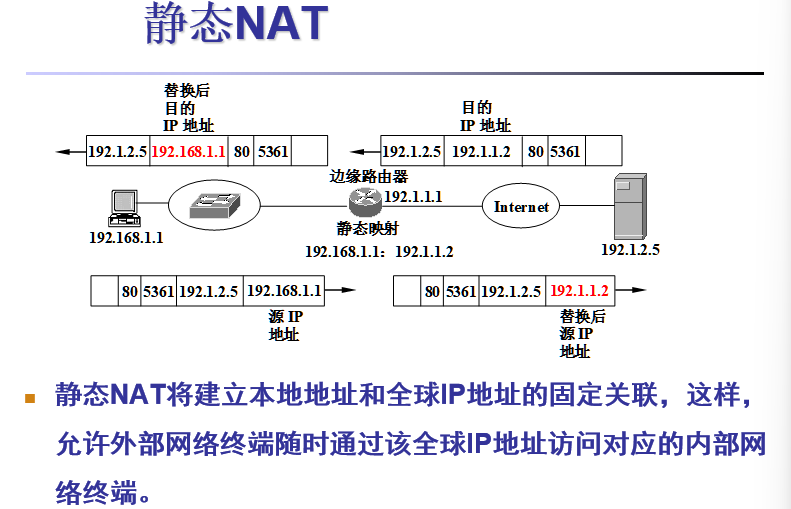 静态NAT
替换后
目的
IP 地址
目的
IP 地址
192.1.2.5 192.168.1.1 80 5361
192.1.2.5 192.1.1.2 80 5361
边缘路由器
192.1.1.1
Internet
静态映射
192.168.1.1
192.168.1.1：192.1.1.2
192.1.2.5
80 5361 192.1.2.5 192.168.1.1
80 5361 192.1.2.5 192.1.1.2
源 IP
地址
替换后
源 IP
地址
静态NAT将建立本地地址和全球IP地址的固定关联，这样，
允许外部网络终端随时通过该全球IP地址访问对应的内部网
络终端。